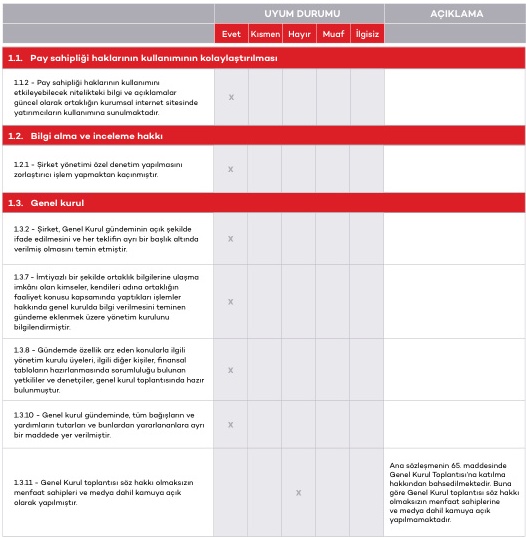 UYUM DURUMU AÇIKLAMA
Evet Kısmen Hayır Muaf İlgisiz
1.1. Pay sahipliği haklarının kullanımının kolaylaştırılması
1.1.2 - Pay sahipliği haklarının kullanımını
etkileyebilecek nitelikteki bilgi ve açıklamalar
güncel olarak ortaklığın kurumsal internet sitesinde
yatırımcıların kullanımına sunulmaktadır.
X
1.2. Bilgi alma ve inceleme hakkı
1.2.1 - Şirket yönetimi özel denetim yapılmasını
zorlaştırıcı işlem yapmaktan kaçınmıştır.
X
1.3. Genel kurul
1.3.2 - Şirket, Genel Kurul gündeminin açık şekilde
ifade edilmesini ve her teklifin ayrı bir başlık altında
verilmiş olmasını temin etmiştir.
X
1.3.7 - İmtiyazlı bir şekilde ortaklık bilgilerine ulaşma
imkânı olan kimseler, kendileri adına ortaklığın
faaliyet konusu kapsamında yaptıkları işlemler
hakkında genel kurulda bilgi verilmesini teminen
gündeme eklenmek üzere yönetim kurulunu
bilgilendirmiştir.
X
1.3.8 - Gündemde özellik arz eden konularla ilgili
yönetim kurulu üyeleri, ilgili diğer kişiler, finansal
tabloların hazırlanmasında sorumluluğu bulunan
yetkililer ve denetçiler, genel kurul toplantısında hazır
bulunmuştur.
X
1.3.10 - Genel kurul gündeminde, tüm bağışların ve
yardımların tutarları ve bunlardan yararlananlara ayrı
bir maddede yer verilmiştir.
X
1.3.11 - Genel Kurul toplantısı söz hakkı olmaksızın
menfaat sahipleri ve medya dahil kamuya açık
olarak yapılmıştır.
X
Ana sözleşmenin 65. maddesinde
Genel Kurul Toplantısı'na katılma
hakkından bahsedilmektedir. Buna
göre Genel Kurul toplantısı söz hakkı
olmaksızın menfaat sahiplerine
ve medya dahil kamuya açık
yapılmamaktadır.